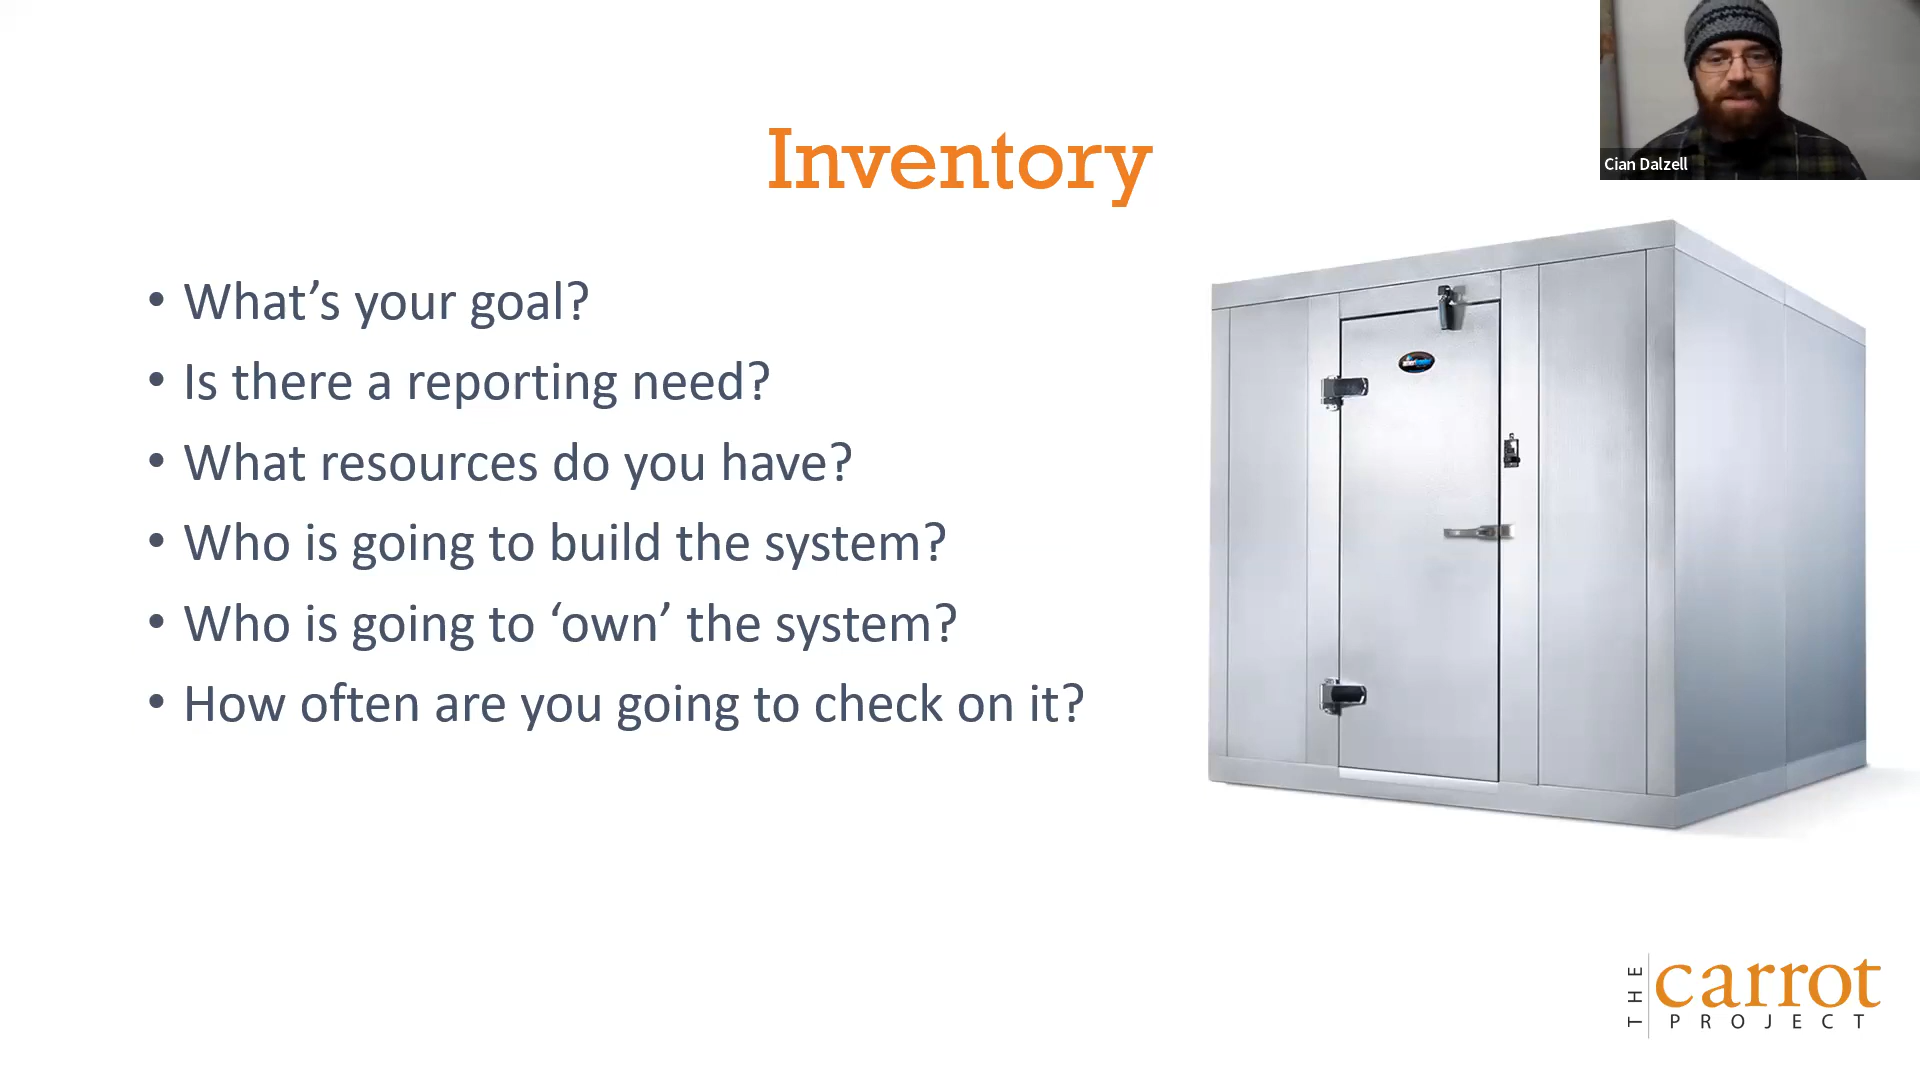 Inventory
• What’s your goal?
• Is there a reporting need?
• What resources do you have?
• Who is going to build the system?
• Who is going to ‘own’ the system?
• How often are you going to check on it?
Cian Dalzell
THE
carrot
PROJECT